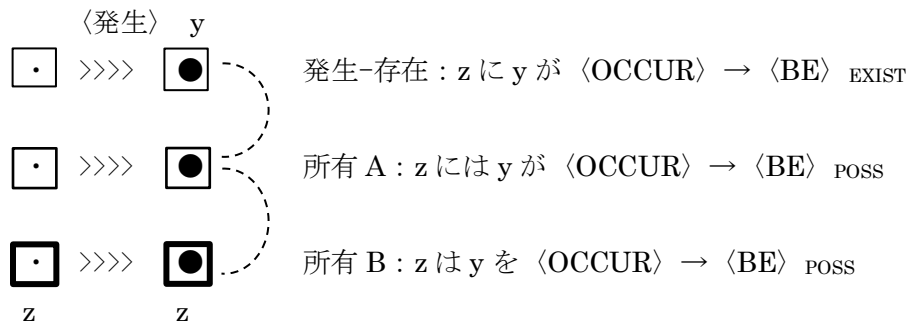 〈発生〉 y
>>>> 発生-存在：z に y が 〈OCCUR〉 → 〈BE〉 EXIST
>>>> 所有 A：z には y が 〈OCCUR〉 → 〈BE〉 POSS
>>>> 所有 B：z は y を 〈OCCUR〉 → 〈BE〉 POSS
z z